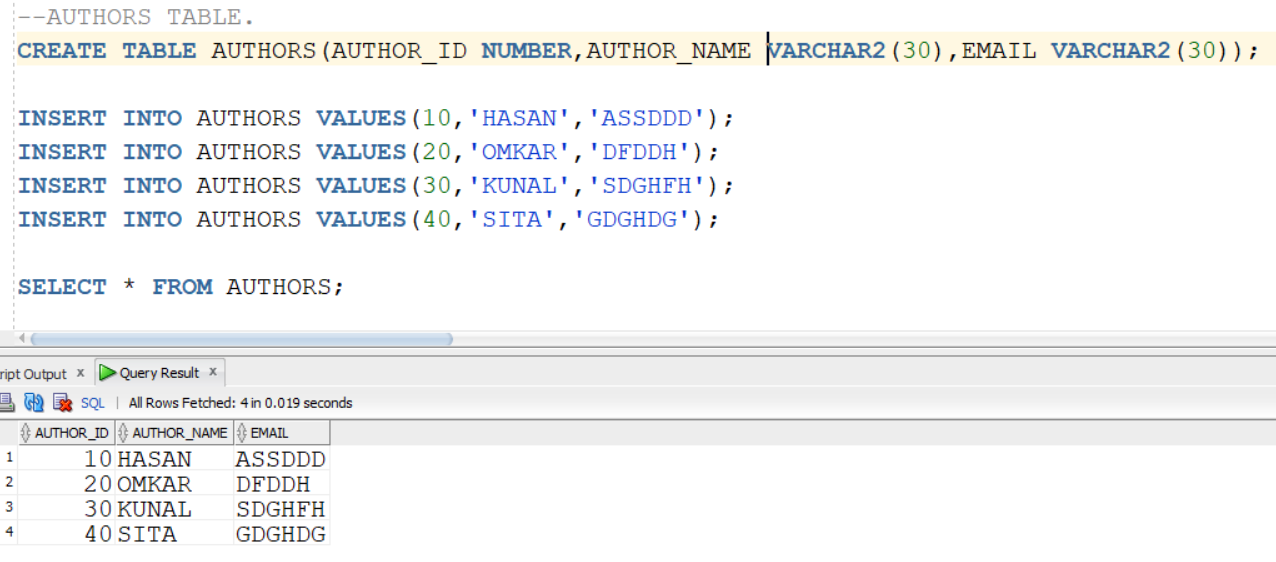 --AUTHORS TABLE.
CREATE TABLE AUTHORS(AUTHOR_ID NUMBER,AUTHOR_NAME VARCHAR2(30),EMAIL VARCHAR2(30));
INSERT INTO AUTHORS VALUES(10,'HASAN','ASSDDD');
INSERT INTO AUTHORS VALUES(20,'OMKAR','DFDDH');
INSERT INTO AUTHORS VALUES(30,'KUNAL','SDGHFH');
INSERT INTO AUTHORS VALUES(40,'SITA','GDGHDG');
SELECT * FROM AUTHORS;
ript Output x Query Result x
SQL | All Rows Fetched: 4 in 0.019 seconds
AUTHOR_ID AUTHOR_NAME EMAIL
1 10 HASAN ASSDDD
2 20 OMKAR DFDDH
3 30 KUNAL SDGHFH
4 40 SITA GDGHDG